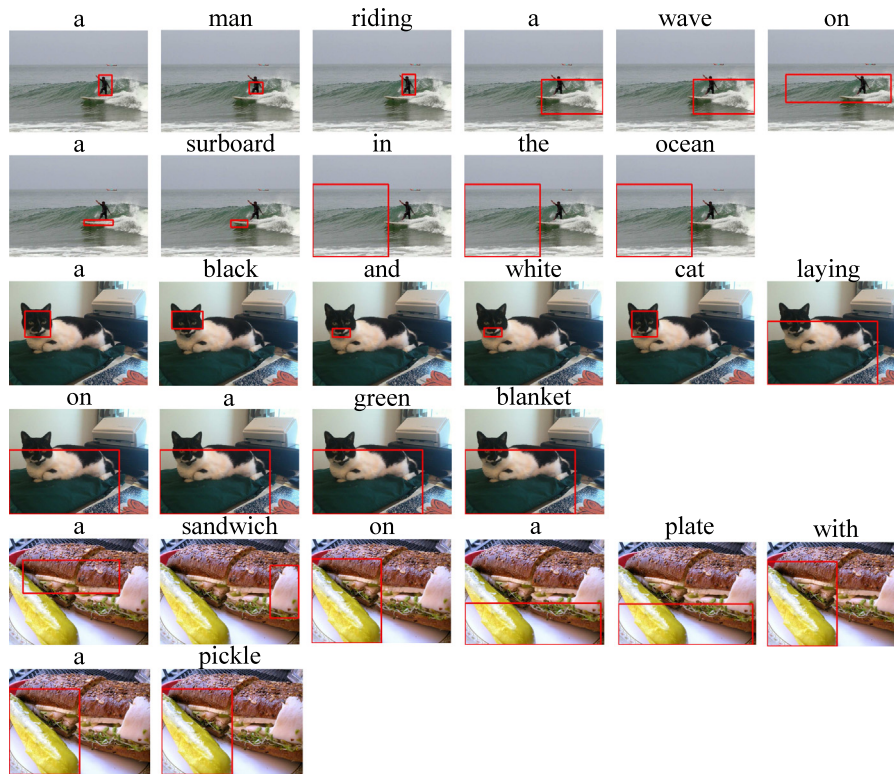 a man riding a wave on
a surboard in the ocean
a black and white cat laying
on a green blanket
a sandwich on a plate with
a pickle